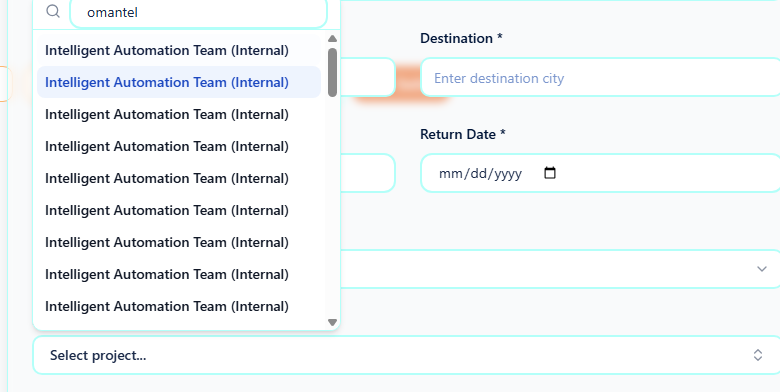 omantel
Intelligent Automation Team (Internal)
Intelligent Automation Team (Internal)
Intelligent Automation Team (Internal)
Intelligent Automation Team (Internal)
Intelligent Automation Team (Internal)
Intelligent Automation Team (Internal)
Intelligent Automation Team (Internal)
Intelligent Automation Team (Internal)
Intelligent Automation Team (Internal)
Destination *
Enter destination city
Return Date *
mm/dd/yyyy
Select project...